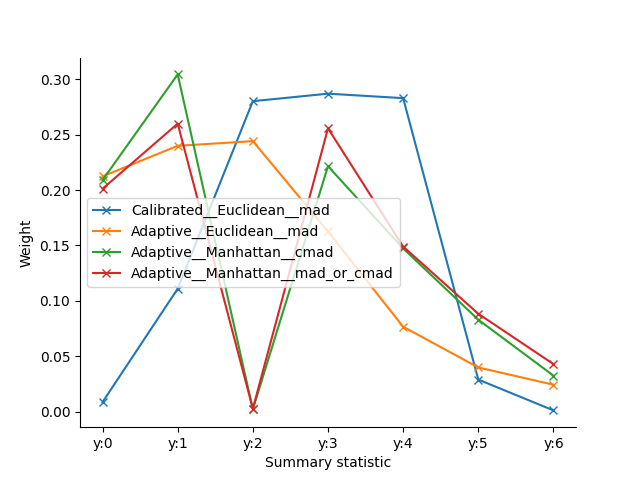 0.30
0.25
0.20
0.15
0.10
0.05
0.00
Weight
Calibrated__Euclidean__mad
Adaptive__Euclidean__mad
Adaptive__Manhattan__cmad
Adaptive__Manhattan__mad_or_cmad
y:0 y:1 y:2 y:3 y:4 y:5 y:6
Summary statistic